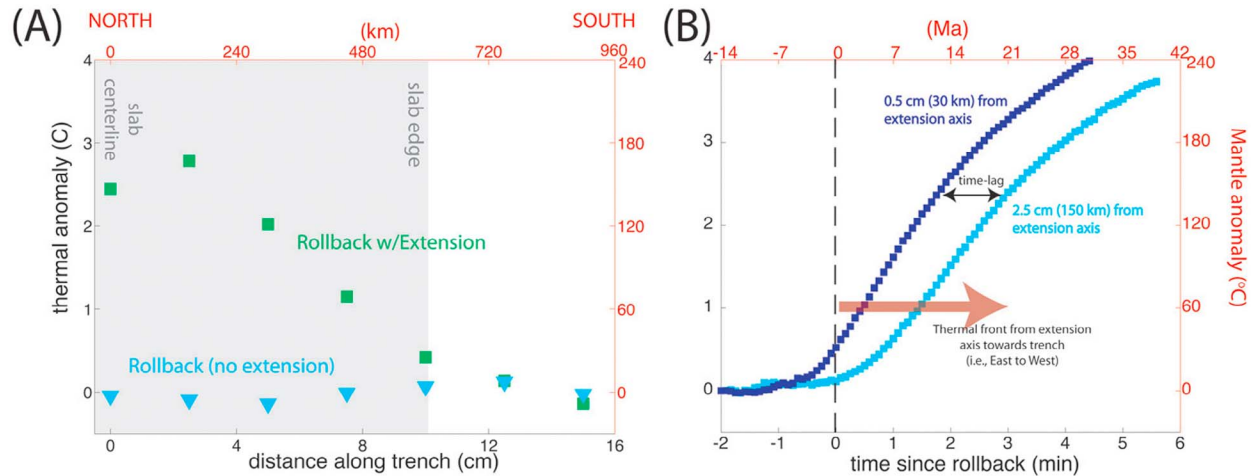 (A)
NORTH
(km)
SOUTH
0 240 480 720 960
4
3
2
1
0
thermal anomaly (C)
slab
centerline
slab edge
Rollback w/Extension
Rollback (no extension)
240
180
120
60
0
0 4 8 12 16
distance along trench (cm)
(B)
(Ma)
-14 -7 0 7 14 21 28 35 42
4
3
2
1
0
0.5 cm (30 km) from
extension axis
time-lag
2.5 cm (150 km) from
extension axis
Thermal front from extension
axis towards trench
(i.e., East to West)
240
180
120
60
0
Mantle anomaly (°C)
-2 -1 0 1 2 3 4 5 6
time since rollback (min)